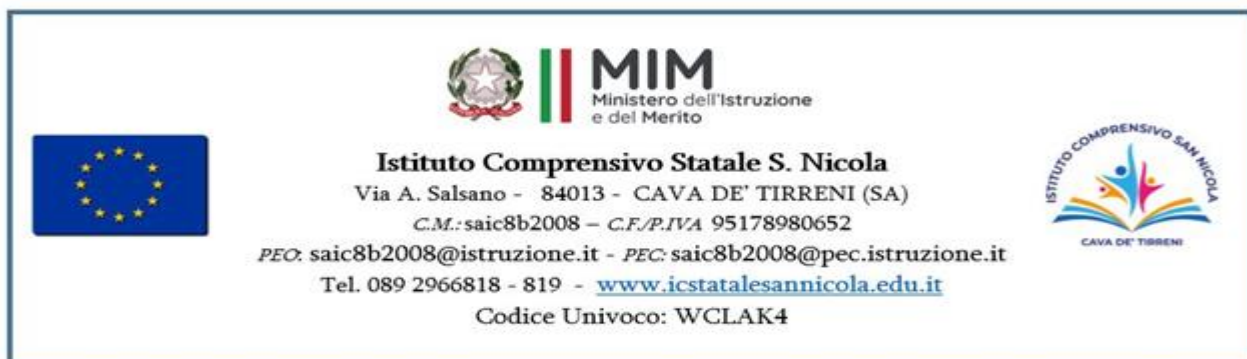 MIM
Ministero dell'Istruzione
e del Merito
Istituto Comprensivo Statale S. Nicola
Via A. Salsano - 84013 - CAVA DE' TIRRENI (SA)
C.M.: saic8b2008 – C.F./P.IVA 95178980652
PEO: saic8b2008@istruzione.it - PEC: saic8b2008@pec.istruzione.it
Tel. 089 2966818 - 819 - www.icstatalesannicola.edu.it
Codice Univoco: WCLAK4
ISTITUTO COMPRENSIVO SAN NICOLA
CAVA DE' TIRRENI